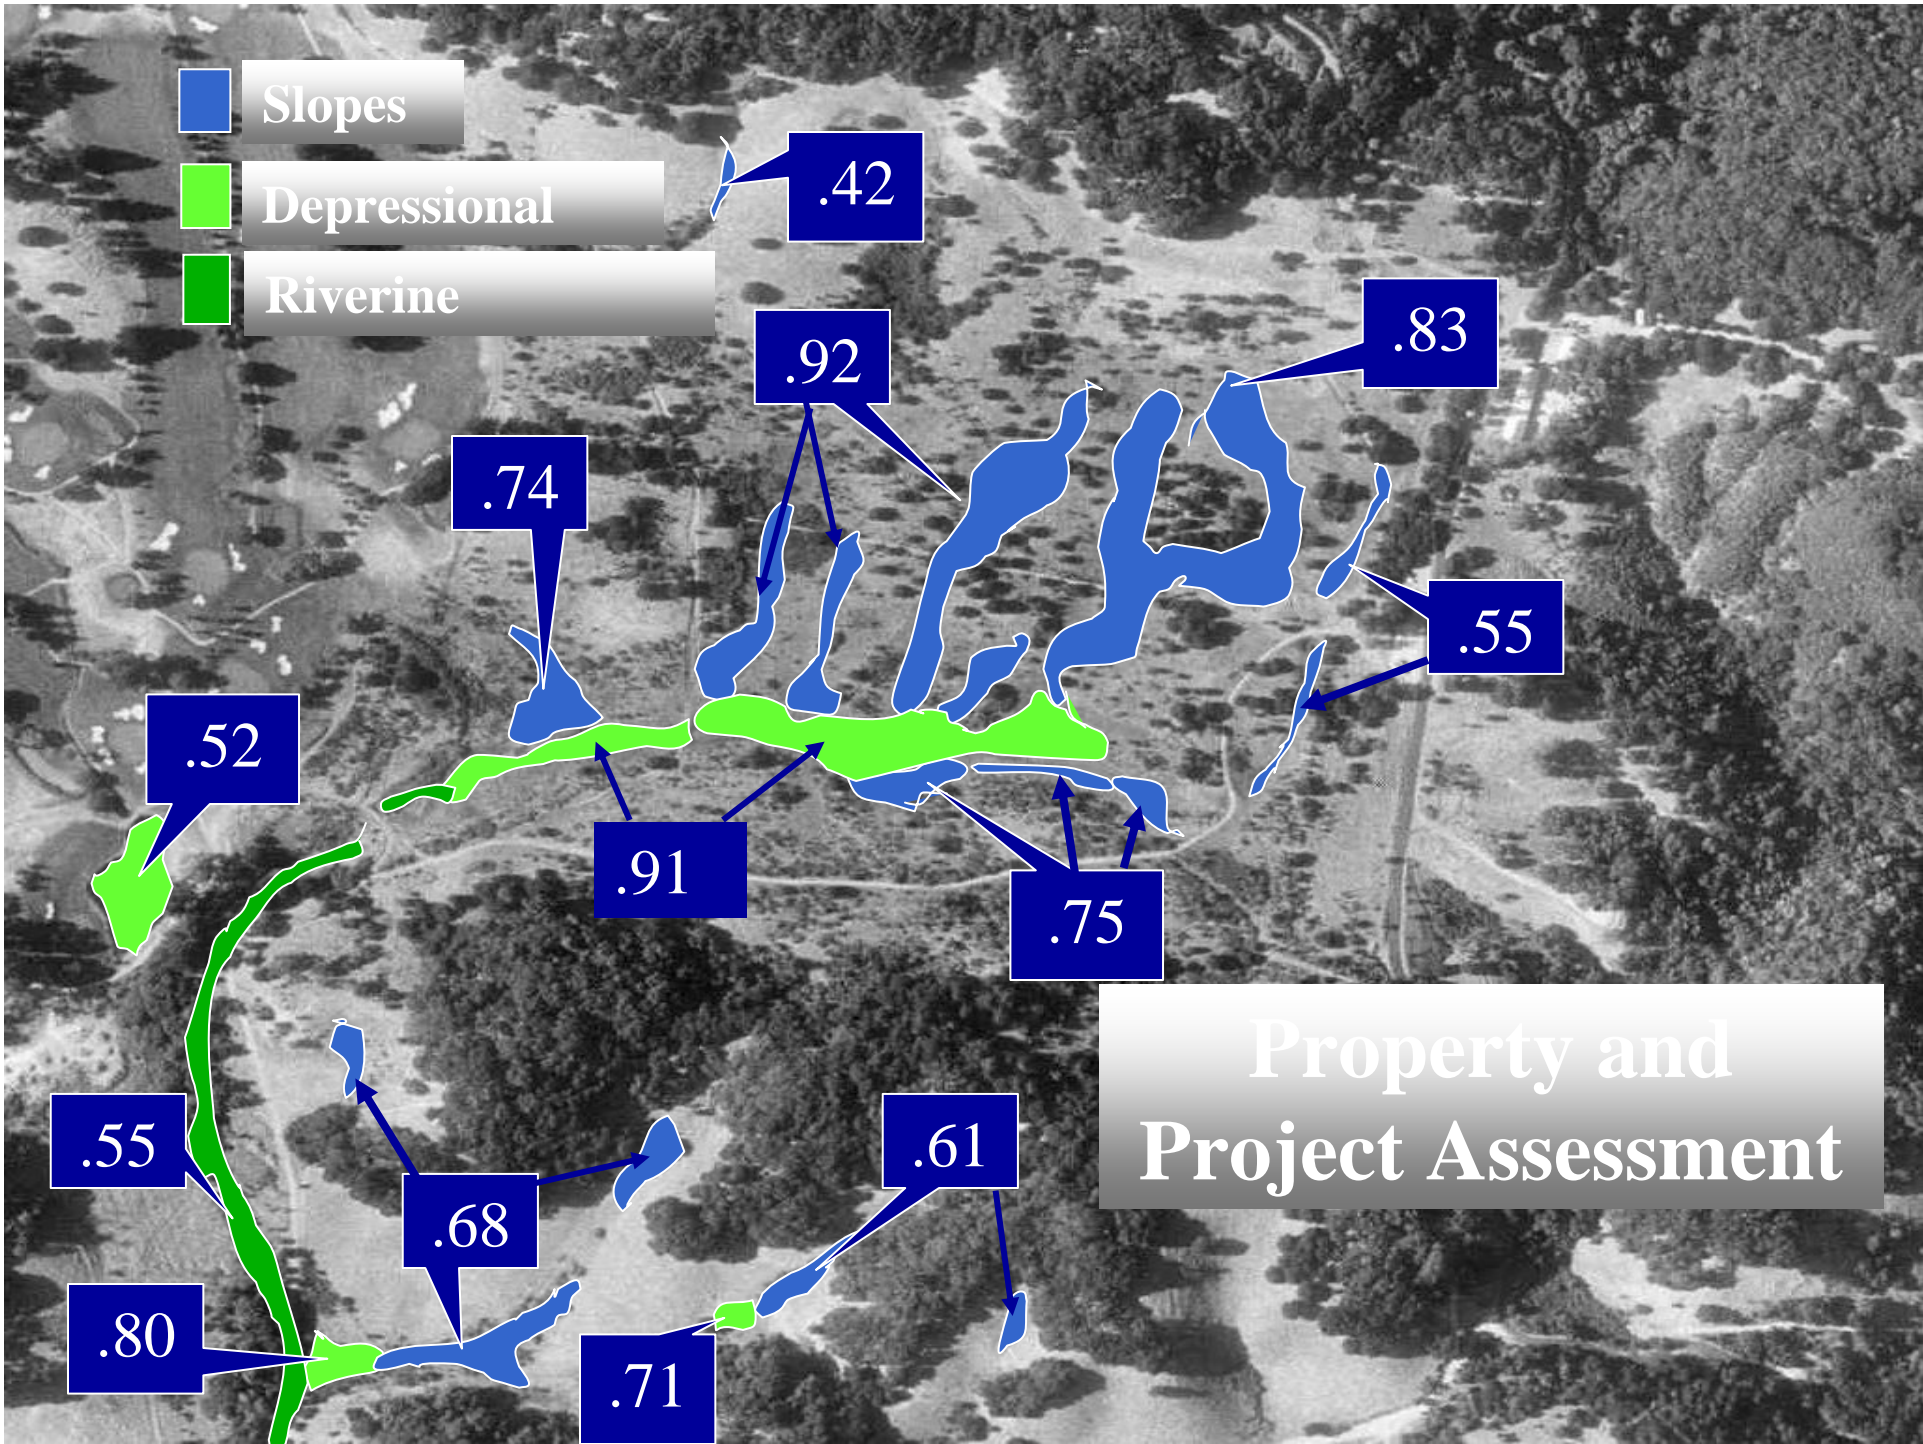 Slopes
Depressional
Riverine
.42
.83
.92
.74
.55
.52
.91
.75
Property and
Project Assessment
.55
.61
.68
.80
.71